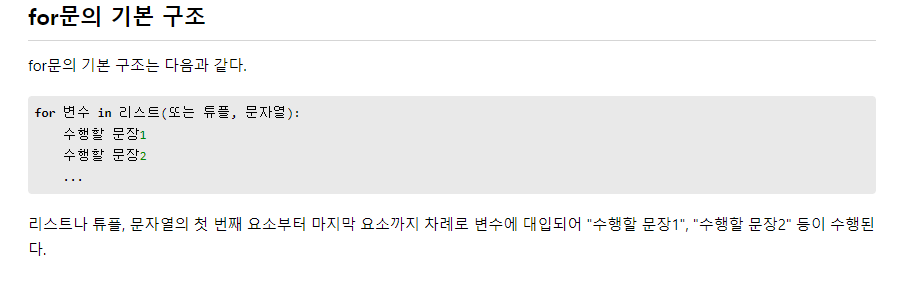 for문의 기본 구조
for문의 기본 구조는 다음과 같다.
for 변수 in 리스트(또는 튜플, 문자열):
    수행할 문장1
    수행할 문장2
    ...
리스트나 튜플, 문자열의 첫 번째 요소부터 마지막 요소까지 차례로 변수에 대입되어 "수행할 문장1", "수행할 문장2" 등이 수행된
다.